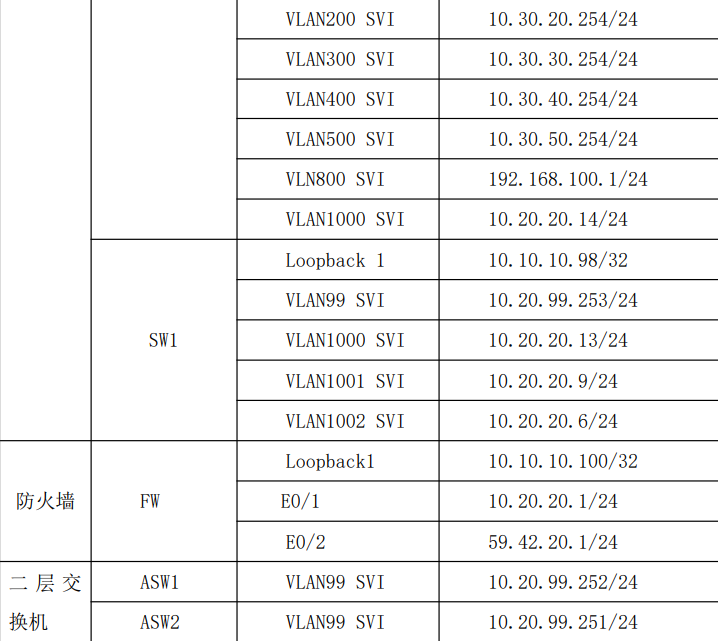 VLAN200 SVI 10.30.20.254/24
VLAN300 SVI 10.30.30.254/24
VLAN400 SVI 10.30.40.254/24
VLAN500 SVI 10.30.50.254/24
VLN800 SVI 192.168.100.1/24
VLAN1000 SVI 10.20.20.14/24
Loopback 1 10.10.10.98/32
VLAN99 SVI 10.20.99.253/24
SW1 VLAN1000 SVI 10.20.20.13/24
VLAN1001 SVI 10.20.20.9/24
VLAN1002 SVI 10.20.20.6/24
Loopback1 10.10.10.100/32
防火墙 FW E0/1 10.20.20.1/24
E0/2 59.42.20.1/24
二层交 ASW1 VLAN99 SVI 10.20.99.252/24
换机 ASW2 VLAN99 SVI 10.20.99.251/24